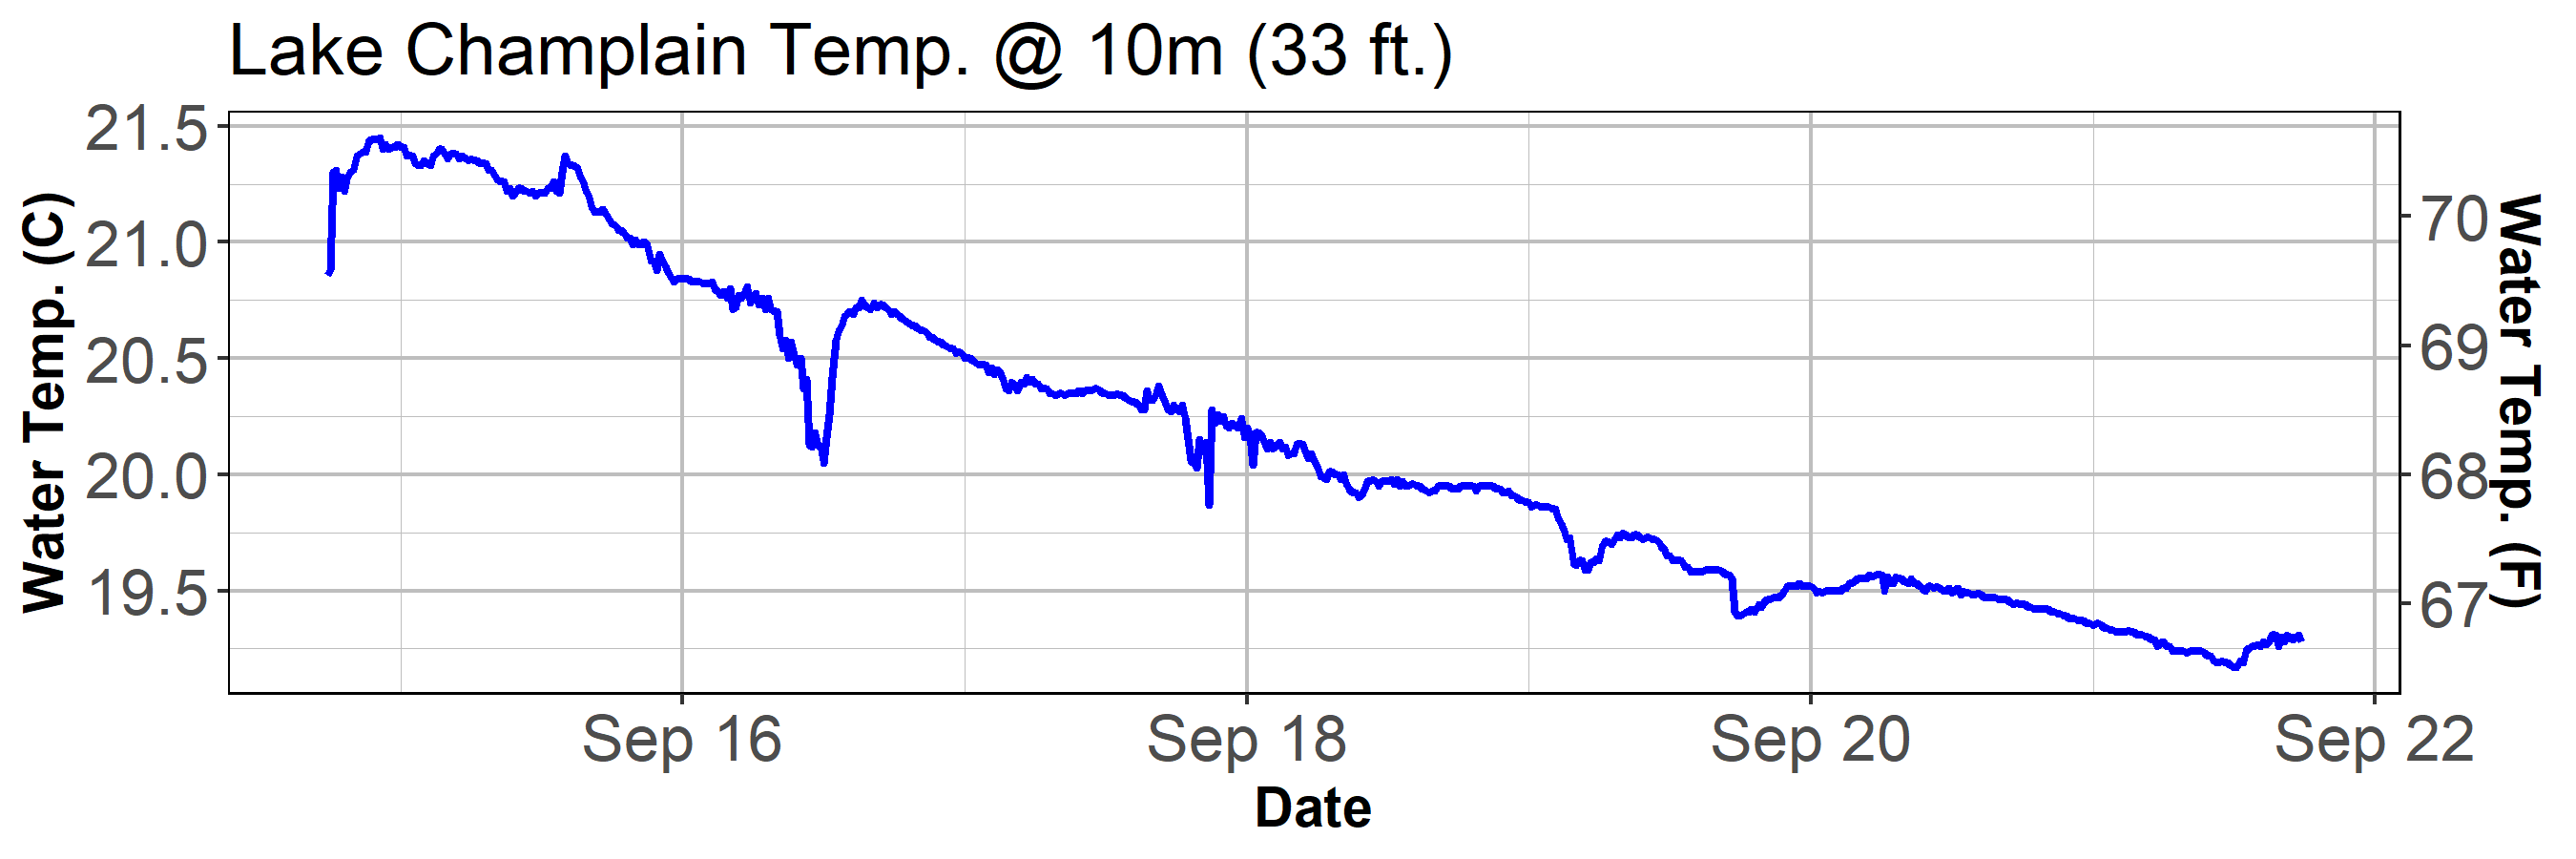 Lake Champlain Temp. @ 10m (33 ft.)
Water Temp. (C)
21.5
21.0
20.5
20.0
19.5
70
69
68
67
Water Temp. (F)
Sep 16 Sep 18 Sep 20 Sep 22
Date